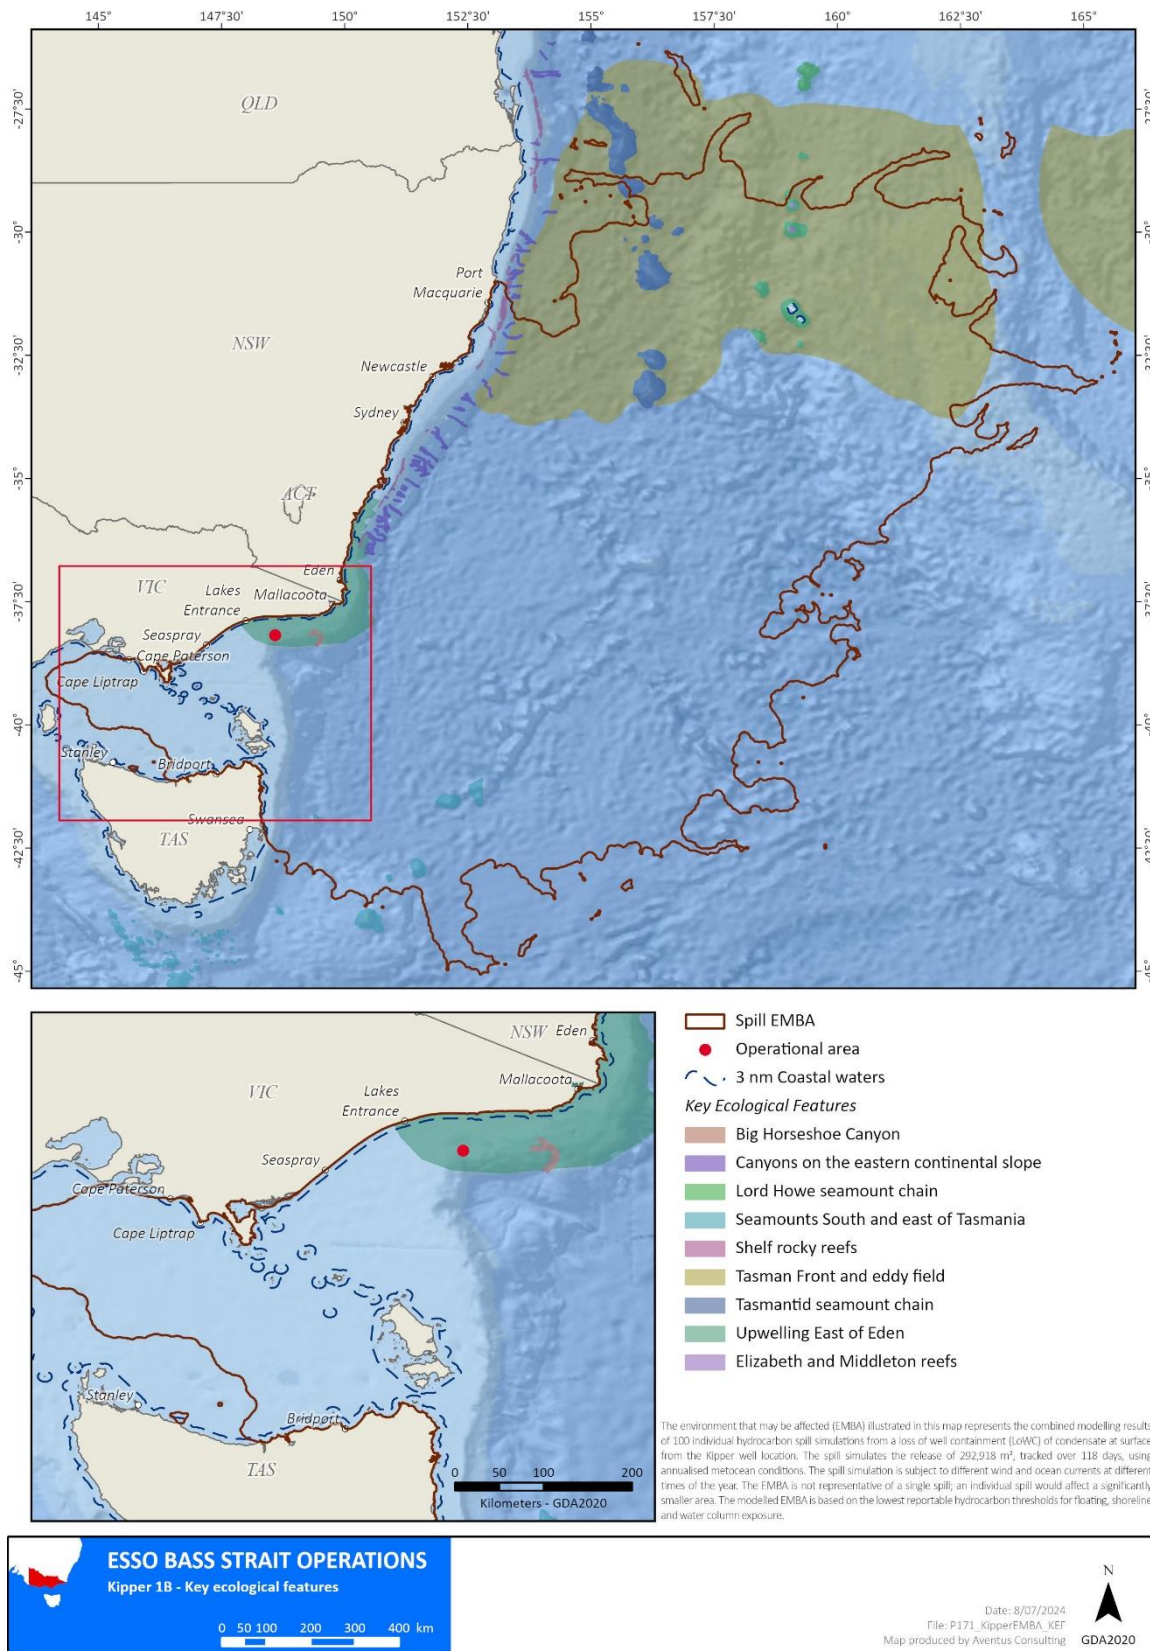 145° 147°30' 150° 152°30' 155° 157°30' 160° 162°30' 165°
-27°30' -27°30'
QLD
-30° -30°
Port
Macquarie
NSW
-32°30' -32°30'
Newcastle
Sydney
-35° -35°
ACT
Eden
VIC
Lakes
Entrance
Mallacoota
-37°30' -37°30'
Seaspray
Cape Paterson
Cape Liptrap
-40° -40°
Stanley
Bridport
Swansea
TAS
-42°30' -42°30'
-45° -45°
NSW
Eden
Mallacoota
VIC
Lakes
Entrance
Seaspray
Cape Paterson
Cape Liptrap
Stanley
Bridport
TAS
0 50 100 200
Kilometers - GDA2020
Spill EMBA
Operational area
3 nm Coastal waters
Key Ecological Features
Big Horseshoe Canyon
Canyons on the eastern continental slope
Lord Howe seamount chain
Seamounts South and east of Tasmania
Shelf rocky reefs
Tasman Front and eddy field
Tasmantid seamount chain
Upwelling East of Eden
Elizabeth and Middleton reefs
The environment that may be affected (EMBA) illustrated in this map represents the combined modelling results
of 100 individual hydrocarbon spill simulations from a loss of well containment (LoWC) of condensate at surface
from the Kipper well location. The spill simulates the release of 292,918 m³, tracked over 118 days, using
annualised metocean conditions. The spill simulation is subject to different wind and ocean currents at different
times of the year. The EMBA is not representative of a single spill; an individual spill would affect a significantly
smaller area. The modelled EMBA is based on the lowest reportable hydrocarbon thresholds for floating, shoreline
and water column exposure.
ESSO BASS STRAIT OPERATIONS
Kipper 1B - Key ecological features
0 50 100 200 300 400 km
N
Date: 8/07/2024
File: P171_KipperEMBA_KEF
Map produced by Aventus Consulting
GDA2020